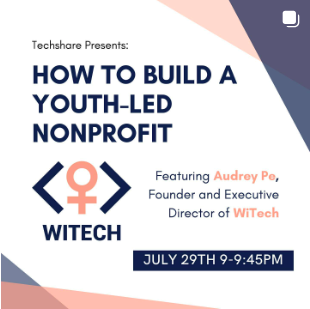 Techshare Presents:
HOW TO BUILD A
YOUTH-LED
NONPROFIT
Featuring Audrey Pe,
Founder and Executive
Director of WiTech
WITECH
JULY 29TH 9-9:45PM